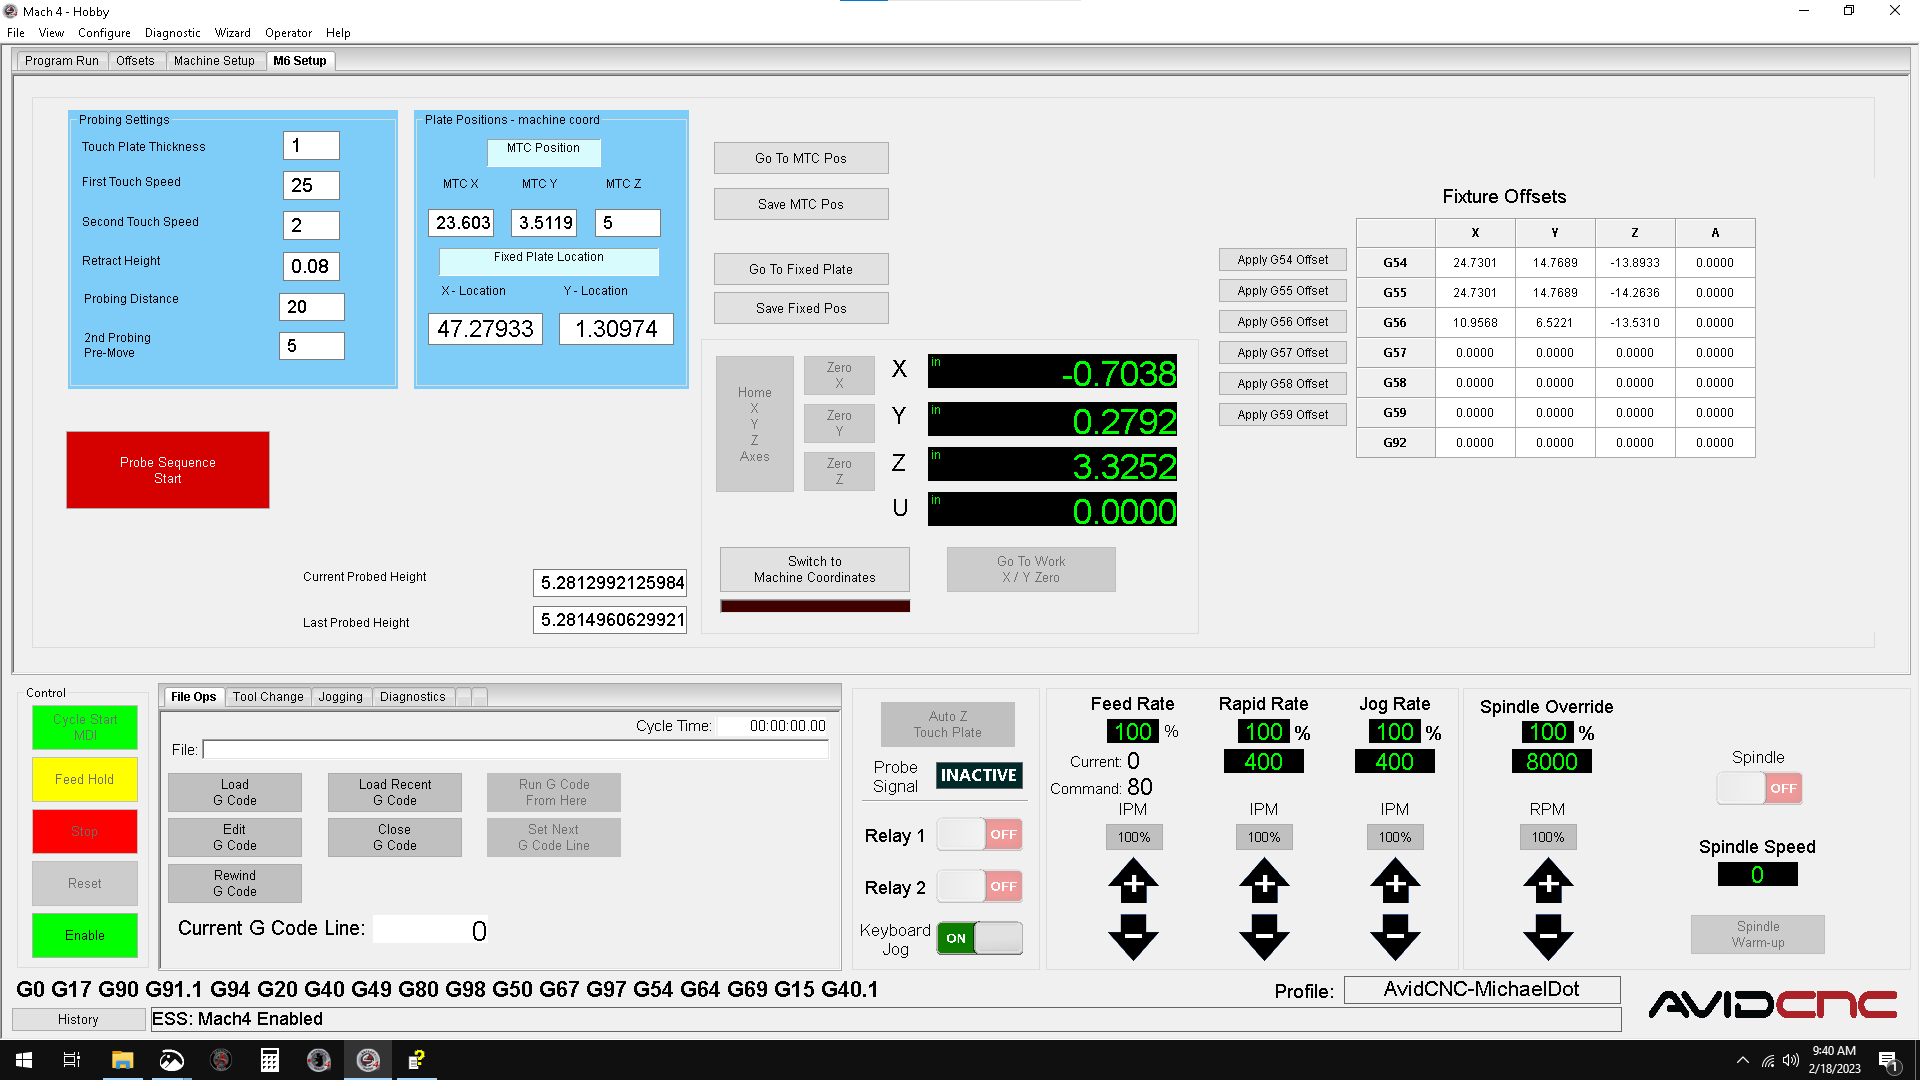 Mach 4 - Hobby
File View Configure Diagnostic Wizard Operator Help
Program Run Offsets Machine Setup M6 Setup
Probing Settings
Touch Plate Thickness 1
First Touch Speed 25
Second Touch Speed 2
Retract Height 0.08
Probing Distance 20
2nd Probing
Pre-Move 5
Plate Positions - machine coord
MTC Position
MTC X MTC Y MTC Z
23.603 3.5119 5
Fixed Plate Location
X - Location Y - Location
47.27933 1.30974
Go To MTC Pos
Save MTC Pos
Go To Fixed Plate
Save Fixed Pos
Probe Sequence
Start
Current Probed Height 5.2812992125984
Last Probed Height 5.2814960629921
Home
X
Y
Z
Axes
Zero
X
Zero
Y
Zero
Z
X in -0.7038
Y in 0.2792
Z in 3.3252
U in 0.0000
Switch to
Machine Coordinates
Go To Work
X / Y Zero
Fixture Offsets
X Y Z A
Apply G54 Offset G54 24.7301 14.7689 -13.8933 0.0000
Apply G55 Offset G55 24.7301 14.7689 -14.2636 0.0000
Apply G56 Offset G56 10.9568 6.5221 -13.5310 0.0000
Apply G57 Offset G57 0.0000 0.0000 0.0000 0.0000
Apply G58 Offset G58 0.0000 0.0000 0.0000 0.0000
Apply G59 Offset G59 0.0000 0.0000 0.0000 0.0000
G92 0.0000 0.0000 0.0000 0.0000
Control
Cycle Start
MDI
Feed Hold
Stop
Reset
Enable
File Ops Tool Change Jogging Diagnostics
Cycle Time: 00:00:00.00
File:
Load
G Code
Load Recent
G Code
Run G Code
From Here
Edit
G Code
Close
G Code
Set Next
G Code Line
Rewind
G Code
Current G Code Line: 0
Auto Z
Touch Plate
Probe
Signal INACTIVE
Relay 1 OFF
Relay 2 OFF
Keyboard
Jog ON
Feed Rate
100 %
Current: 0
Command: 80
IPM
100%
Rapid Rate
100 %
400
IPM
100%
Jog Rate
100 %
400
IPM
100%
Spindle Override
100 %
8000
RPM
100%
Spindle
OFF
Spindle Speed
0
Spindle
Warm-up
G0 G17 G90 G91.1 G94 G20 G40 G49 G80 G98 G50 G67 G97 G54 G64 G69 G15 G40.1
Profile: AvidCNC-MichaelDot
AVIDCNC
History ESS: Mach4 Enabled
9:40 AM
2/18/2023
1